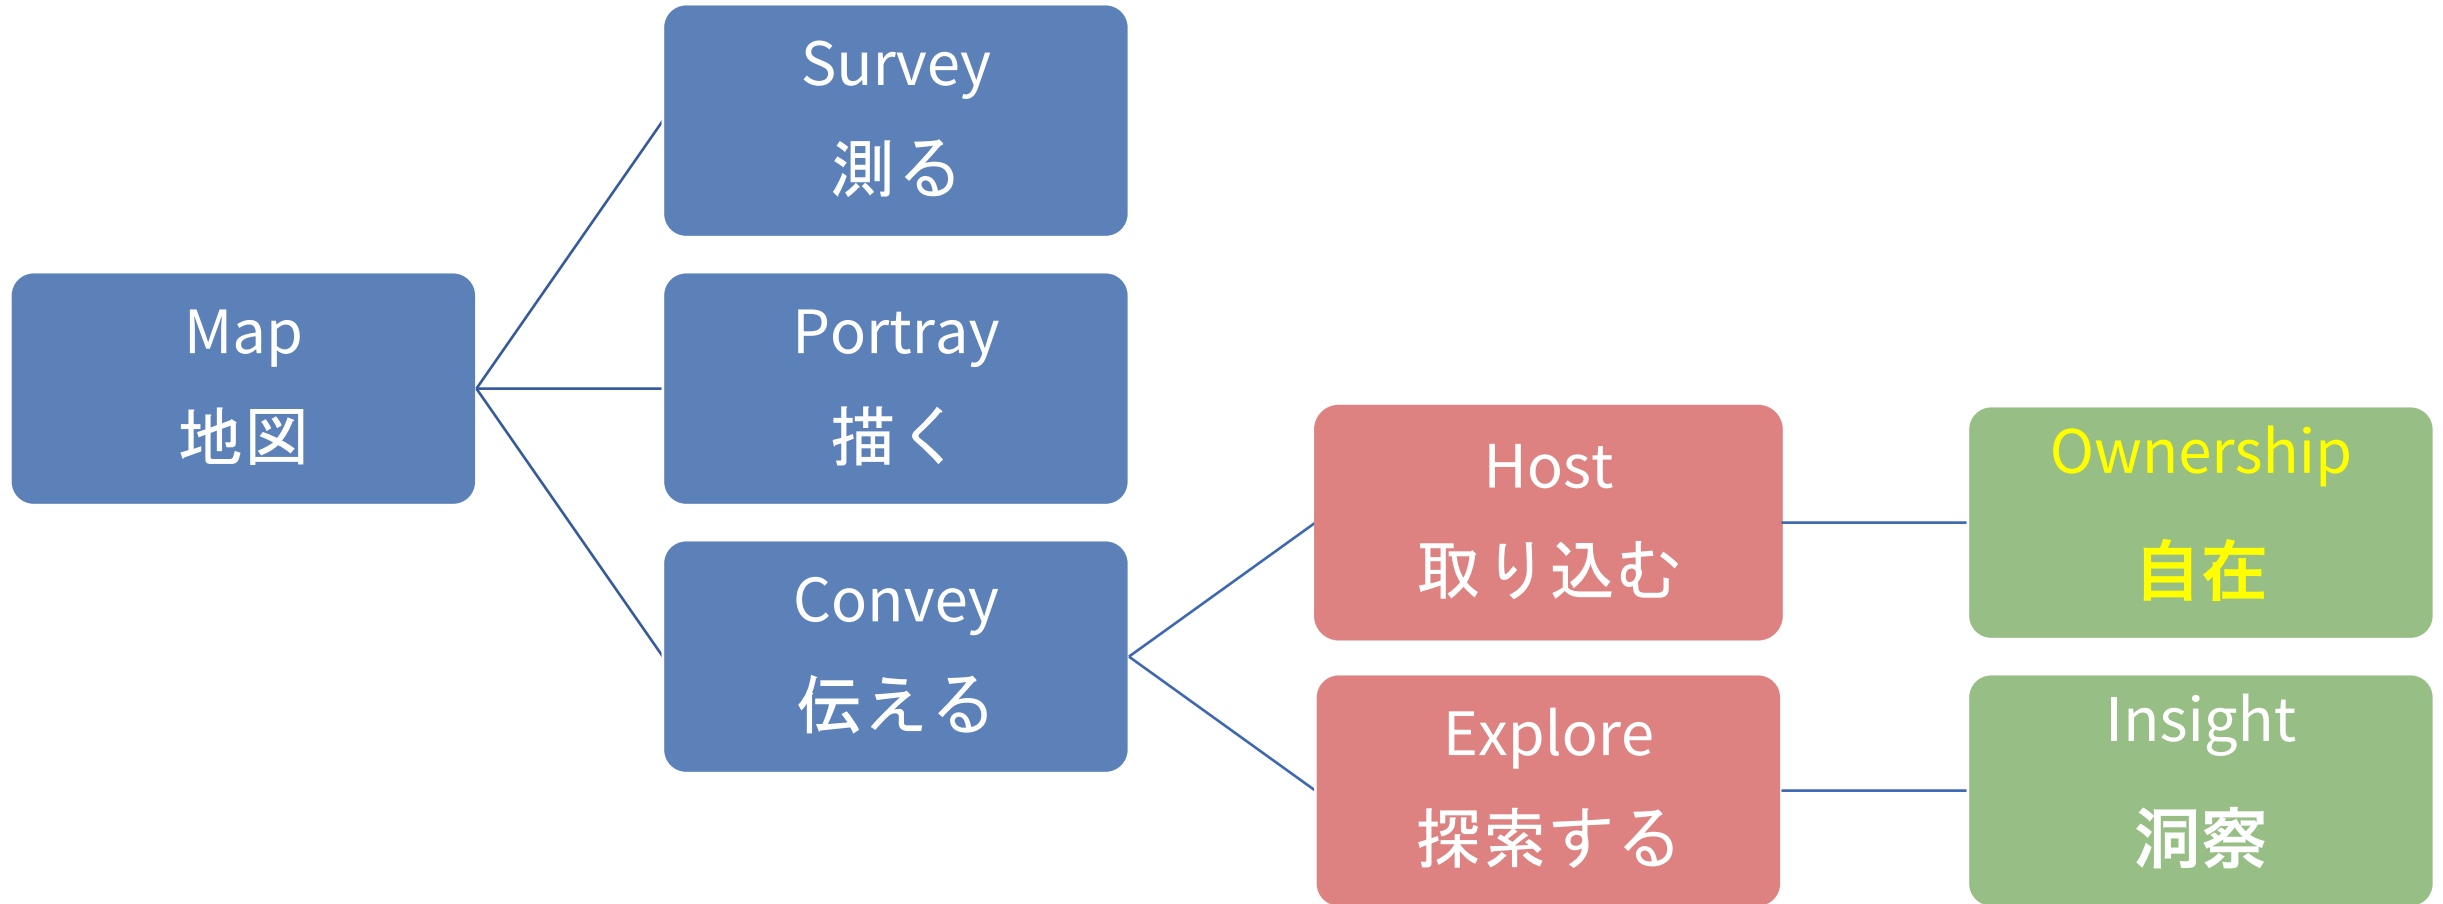 Survey
測る
Map
地図
Portray
描く
Convey
伝える
Host
取り込む
Explore
探索する
Ownership
自在
Insight
洞察